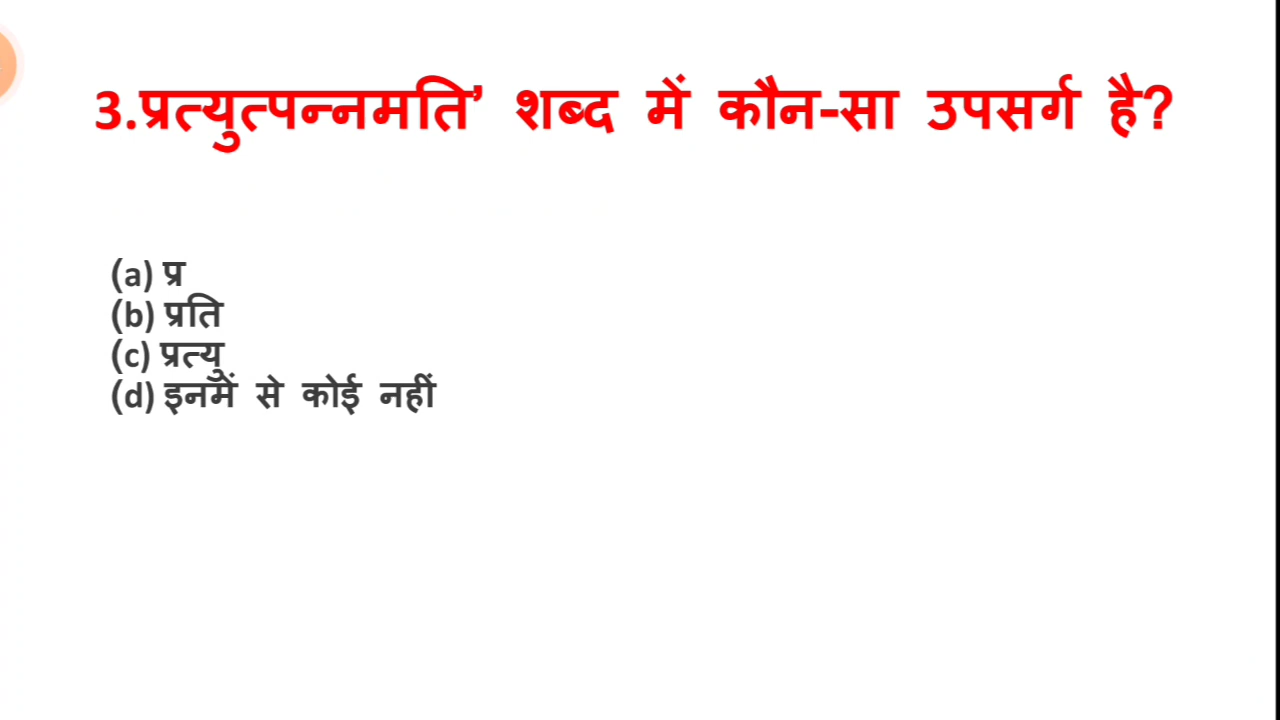 3.प्रत्युत्पन्नमति’ शब्द में कौन-सा उपसर्ग है?
(a) प्र
(b) प्रति
(c) प्रत्यु
(d) इनमें से कोई नहीं